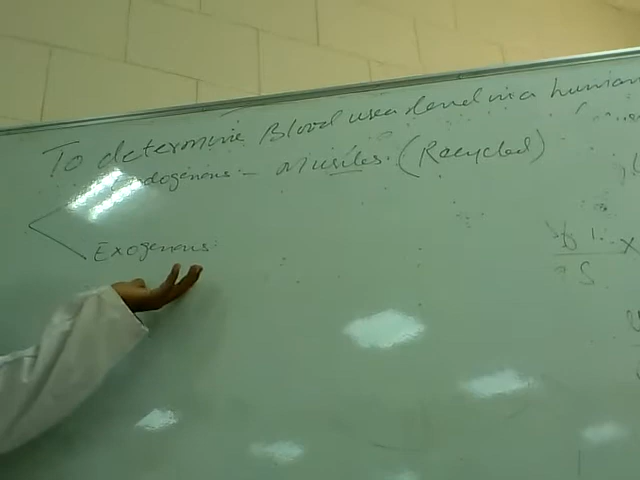 To determine Blood urea level in a human
Endogenous:- Muscles. (Recycled)
Exogenous:
x